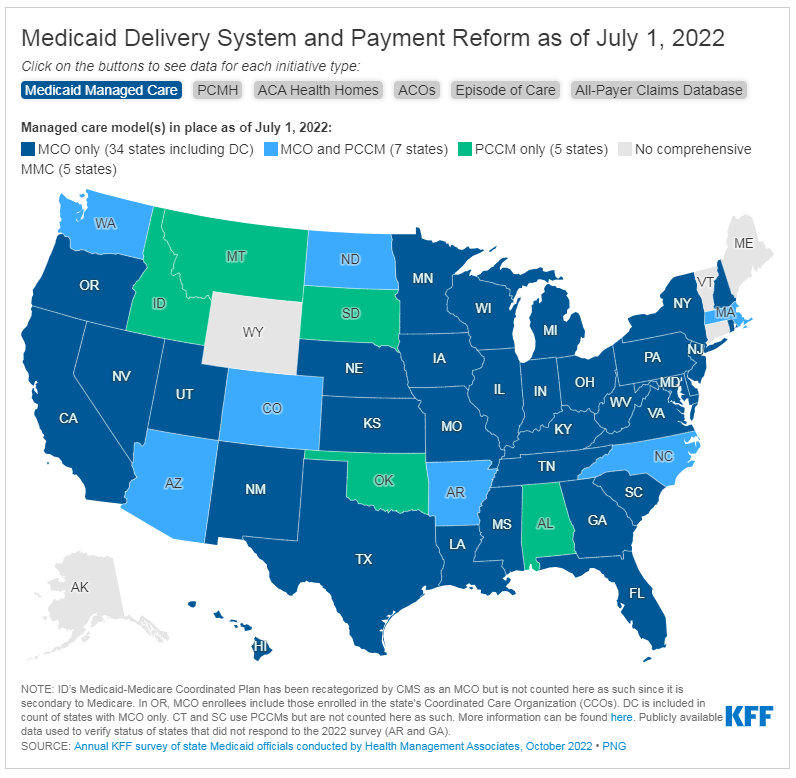 Medicaid Delivery System and Payment Reform as of July 1, 2022
Click on the buttons to see data for each initiative type:
Medicaid Managed Care PCMH ACA Health Homes ACOs Episode of Care All-Payer Claims Database
Managed care model(s) in place as of July 1, 2022:
MCO only (34 states including DC) MCO and PCCM (7 states) PCCM only (5 states) No comprehensive
MMC (5 states)
WA
MT
ND
MN
ME
VT
OR
ID
SD
WI
MI
NY
MA
WY
NV
UT
NE
IA
PA
NJ
CA
CO
KS
MO
IL
IN
OH
MD
WV
VA
KY
AZ
NM
OK
AR
TN
NC
SC
TX
LA
MS
AL
GA
FL
AK
HI
NOTE: ID's Medicaid-Medicare Coordinated Plan has been recategorized by CMS as an MCO but is not counted here as such since it is
secondary to Medicare. In OR, MCO enrollees include those enrolled in the state's Coordinated Care Organization (CCOs). DC is included in
count of states with MCO only. CT and SC use PCCMs but are not counted here as such. More information can be found here. Publicly available
data used to verify status of states that did not respond to the 2022 survey (AR and GA).
KFF
SOURCE: Annual KFF survey of state Medicaid officials conducted by Health Management Associates, October 2022 • PNG